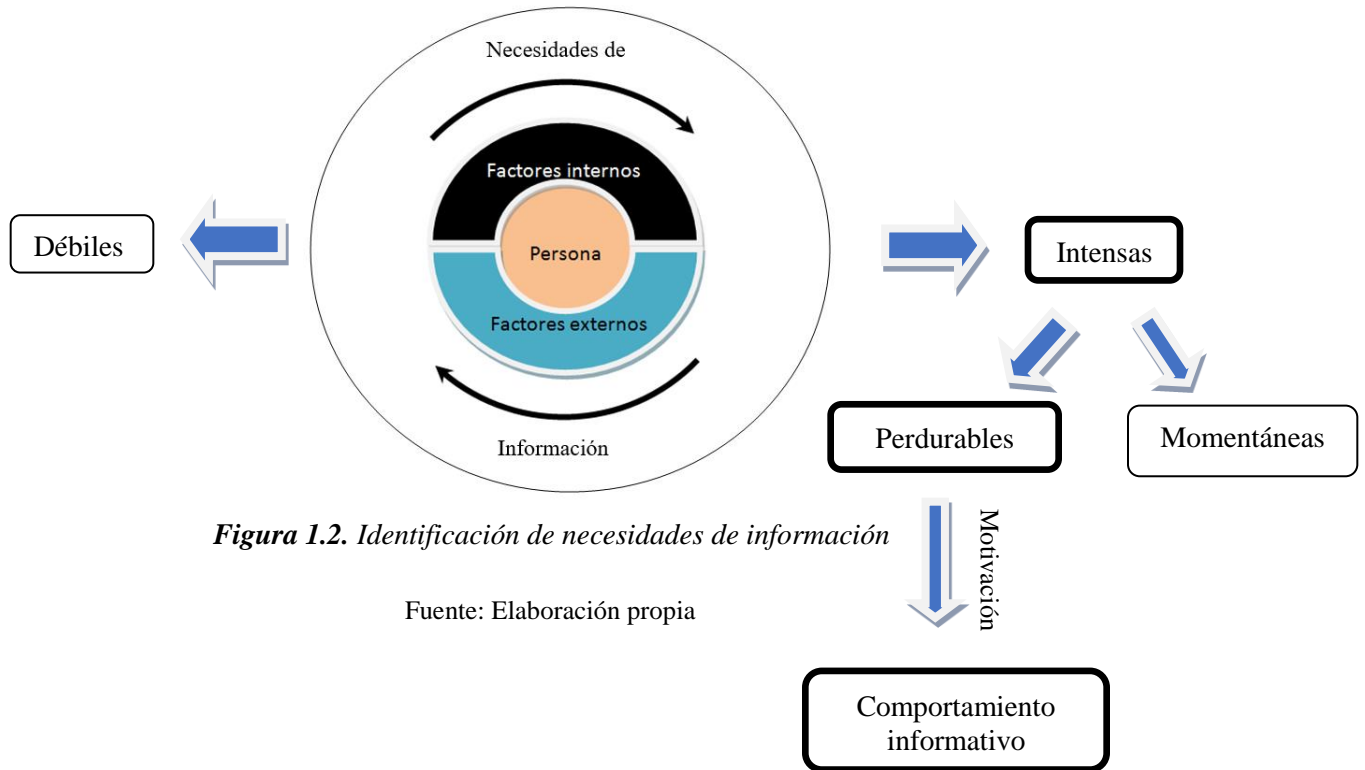 Necesidades de
Factores internos
Persona
Factores externos
Información
Débiles
Intensas
Perdurables
Momentáneas
Motivación
Comportamiento
informativo
Figura 1.2. Identificación de necesidades de información
Fuente: Elaboración propia